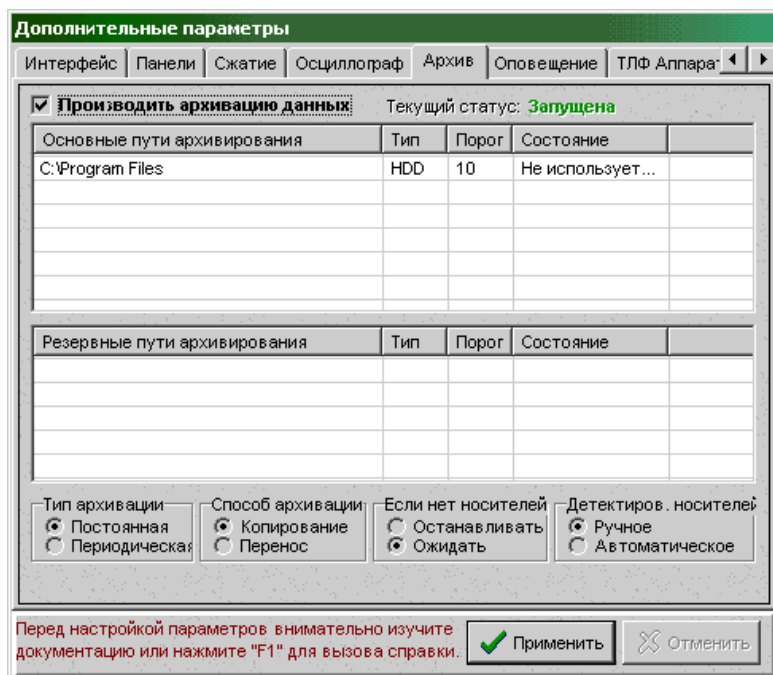 Дополнительные параметры
Интерфейс Панели Сжатие Осциллограф Архив Оповещение ТЛФ Аппарат
Производить архивацию данных Текущий статус: Запущена
Основные пути архивирования Тип Порог Состояние
C:\Program Files HDD 10 Не использует...
Резервные пути архивирования Тип Порог Состояние
Тип архивации Способ архивации Если нет носителей Детектиров. носителей
Постоянная Копирование Останавливать Ручное
Периодическая Перенос Ожидать Автоматическое
Перед настройкой параметров внимательно изучите
документацию или нажмите "F1" для вызова справки.
Применить Отменить